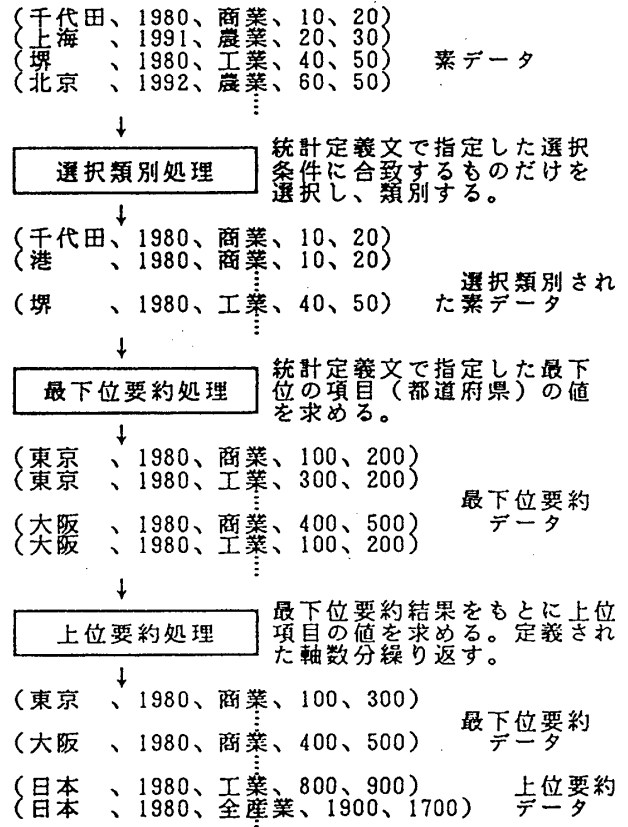 (千代田、1980、商業、10、20)
(上海　、1991、農業、20、30)
(堺　　、1980、工業、40、50)　素データ
(北京　、1992、農業、60、50)
選択類別処理
統計定義文で指定した選択
条件に合致するものだけを
選択し、類別する。
(千代田、1980、商業、10、20)
(港　　、1980、商業、10、20)
(堺　　、1980、工業、40、50)
選択類別され
た素データ
最下位要約処理
統計定義文で指定した最下
位の項目（都道府県）の値
を求める。
(東京　、1980、商業、100、200)
(東京　、1980、工業、300、200)
(大阪　、1980、商業、400、500)
(大阪　、1980、工業、100、200)
最下位要約
データ
上位要約処理
最下位要約結果をもとに上位
項目の値を求める。定義され
た軸数分繰り返す。
(東京　、1980、商業、100、300)
(大阪　、1980、商業、400、500)
最下位要約
データ
(日本　、1980、工業、800、900)
(日本　、1980、全産業、1900、1700)
上位要約
データ